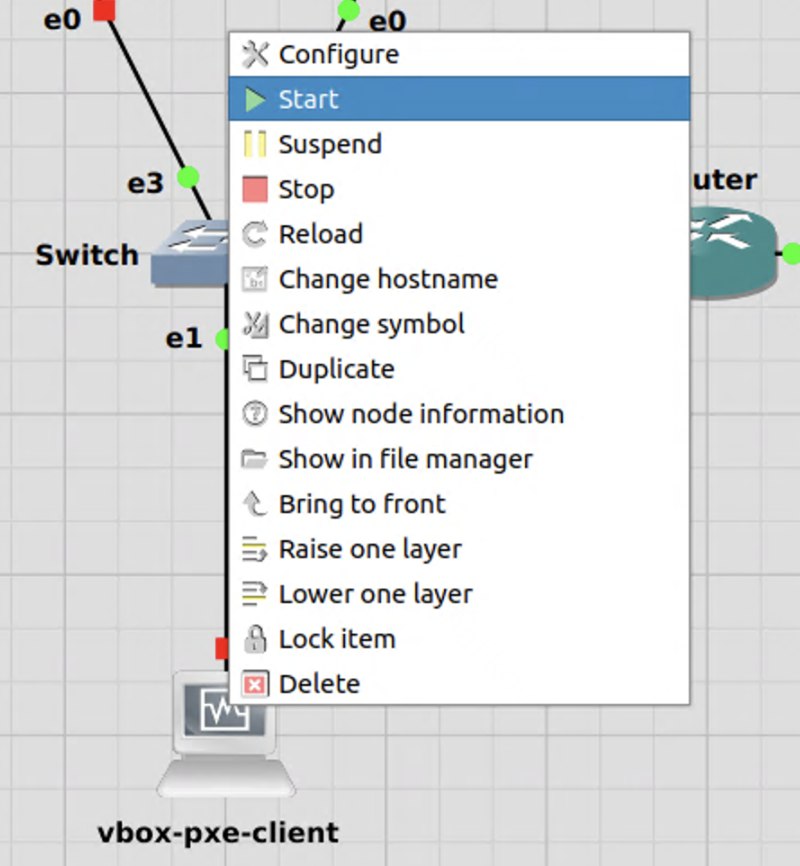 e0
e0
Configure
Start
Suspend
Stop
Reload
Change hostname
Change symbol
Duplicate
Show node information
Show in file manager
Bring to front
Raise one layer
Lower one layer
Lock item
Delete
e3
Switch
e1
uter
vbox-pxe-client